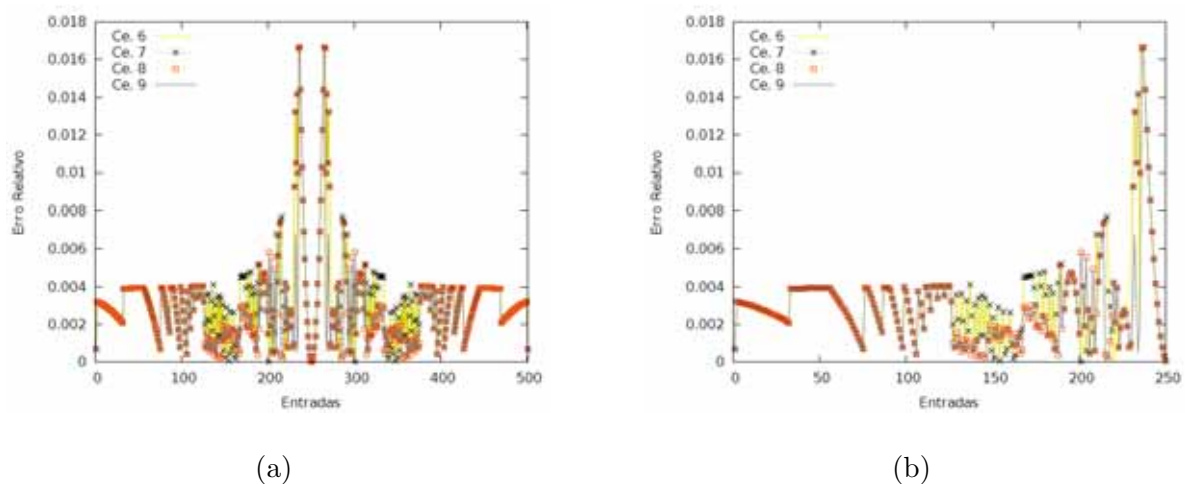 0.018
0.016
0.014
0.012
0.01
0.008
0.006
0.004
0.002
0
Erro Relativo
Ce. 6
Ce. 7
Ce. 8
Ce. 9
0 100 200 300 400 500
Entradas
(a)
0.018
0.016
0.014
0.012
0.01
0.008
0.006
0.004
0.002
0
Erro Relativo
Ce. 6
Ce. 7
Ce. 8
Ce. 9
0 50 100 150 200 250
Entradas
(b)